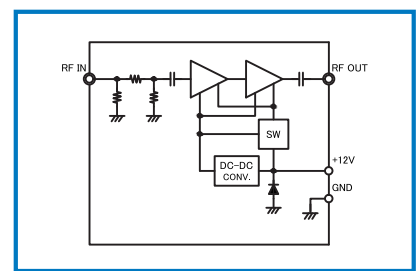 RF IN
RF OUT
SW
+12V
DC-DC
CONV.
GND